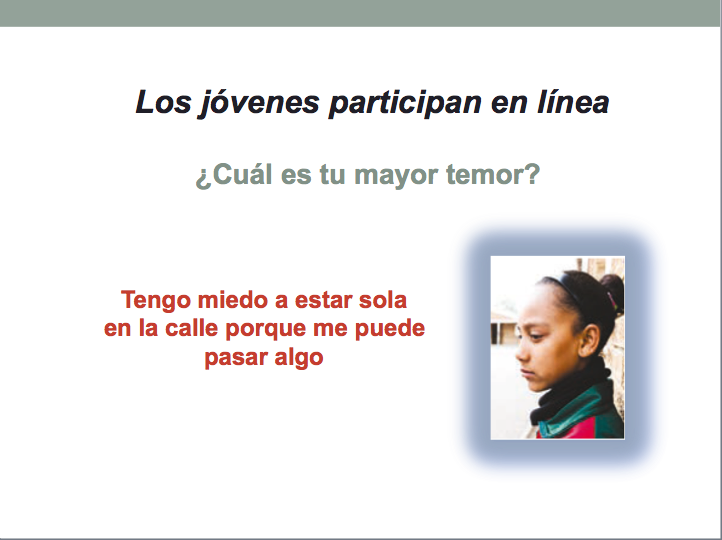 Los jóvenes participan en línea
¿Cuál es tu mayor temor?
Tengo miedo a estar sola
en la calle porque me puede
pasar algo